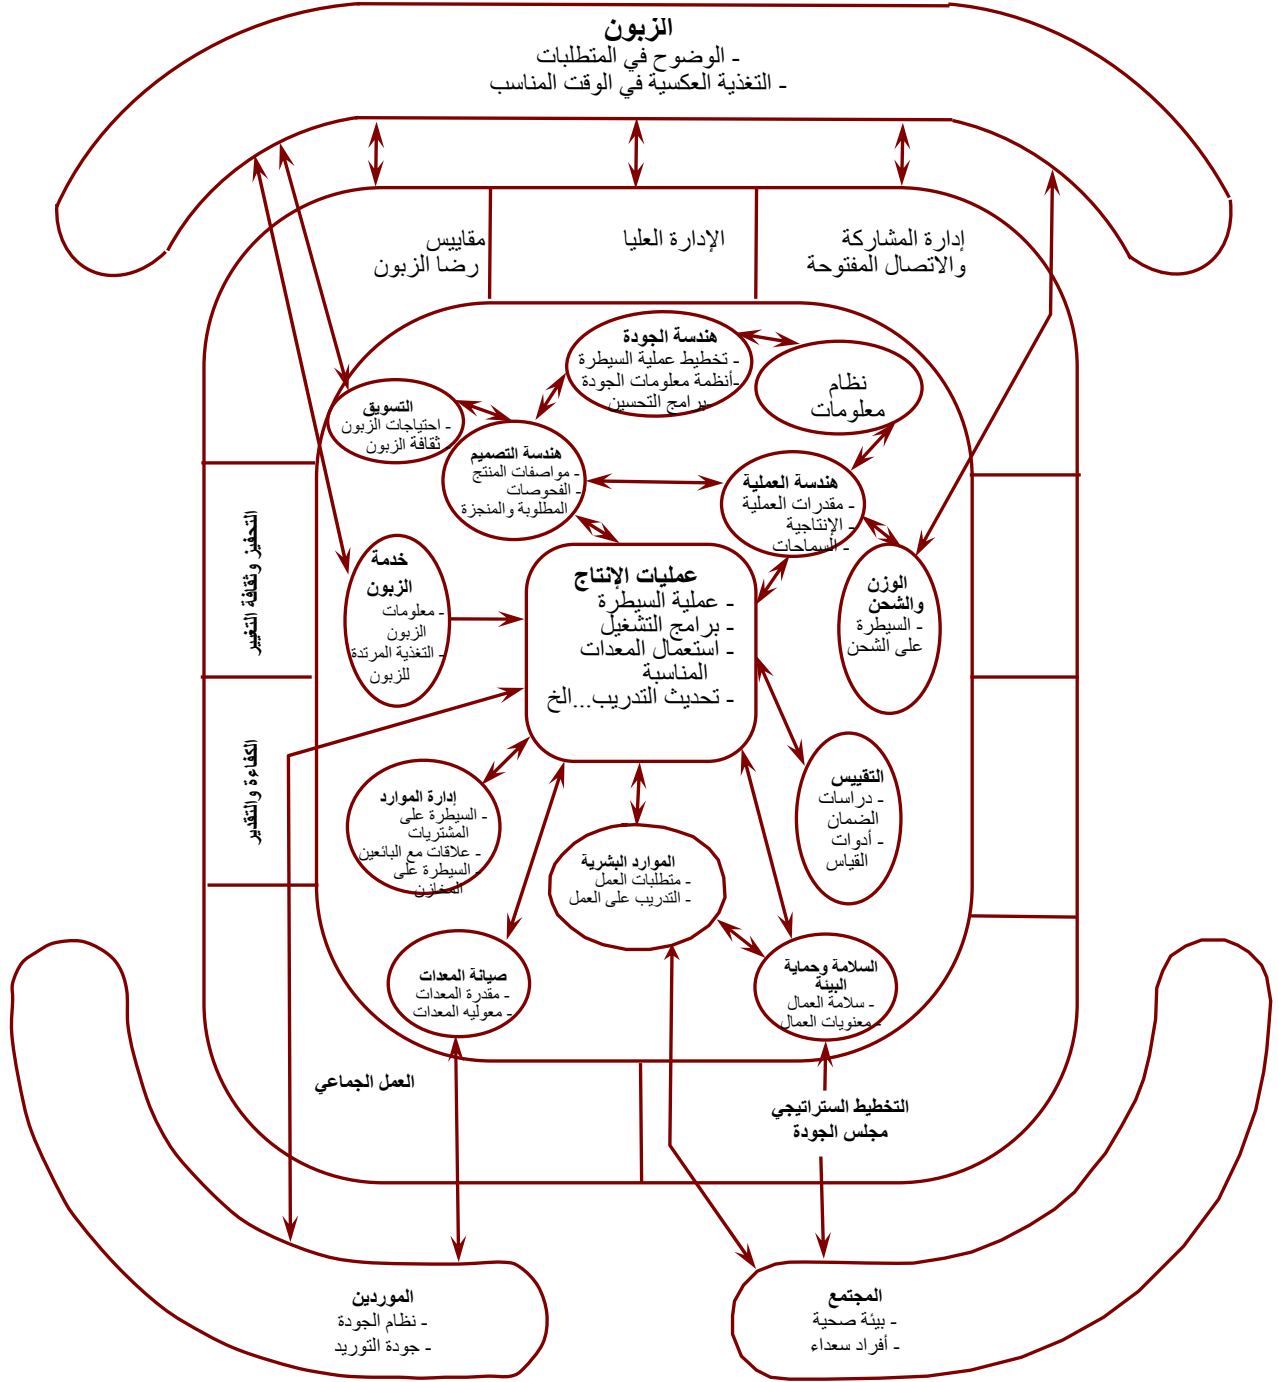 الزبون
- الوضوح في المتطلبات
- التغذية العكسية في الوقت المناسب
إدارة المشاركة
والاتصال المفتوحة
الإدارة العليا
مقاييس
رضا الزبون
هندسة الجودة
- تخطيط عملية السيطرة
-أنظمة معلومات الجودة
-برامج التحسين
نظام
معلومات
التسويق
- احتياجات الزبون
ثقافة الزبون
هندسة التصميم
- مواصفات المنتج
- الفحوصات
المطلوبة والمنجزة
هندسة العملية
- مقدرات العملية
- الإنتاجية
- السماحات
الوزن
والشحن
- السيطرة
على الشحن
خدمة
الزبون
- معلومات
الزبون
- التغذية المرتدة
للزبون
عمليات الإنتاج
- عملية السيطرة
- برامج التشغيل
- استعمال المعدات
المناسبة
- تحديث التدريب...الخ
التحفيز وثقافة التغيير
الكفاءة والتقدير
التقييس
- دراسات
الضمان
- أدوات
القياس
إدارة الموارد
- السيطرة على
المشتريات
- علاقات مع البائعين
- السيطرة على
المخازن
الموارد البشرية
- متطلبات العمل
- التدريب على العمل
صيانة المعدات
- مقدرة المعدات
- معوليه المعدات
السلامة وحماية
البيئة
- سلامة العمال
- معنويات العمال
العمل الجماعي
التخطيط الستراتيجي
مجلس الجودة
الموردين
- نظام الجودة
- جودة التوريد
المجتمع
- بيئة صحية
- أفراد سعداء